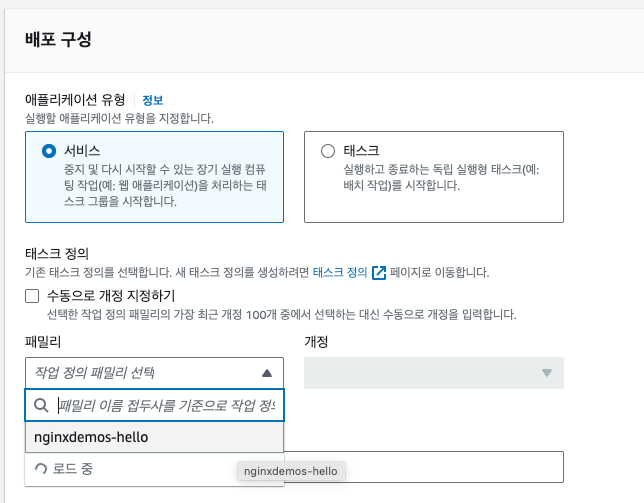 배포 구성
애플리케이션 유형 정보
실행할 애플리케이션 유형을 지정합니다.
서비스
중지 및 다시 시작할 수 있는 장기 실행 컴퓨
팅 작업(예: 웹 애플리케이션)을 처리하는 태
스크 그룹을 시작합니다.
태스크
실행하고 종료하는 독립 실행형 태스크(예:
배치 작업)를 시작합니다.
태스크 정의
기존 태스크 정의를 선택합니다. 새 태스크 정의를 생성하려면 태스크 정의 페이지로 이동합니다.
수동으로 개정 지정하기
선택한 작업 정의 패밀리의 가장 최근 개정 100개 중에서 선택하는 대신 수동으로 개정을 입력합니다.
패밀리
개정
작업 정의 패밀리 선택
패밀리 이름 접두사를 기준으로 작업 정의
nginxdemos-hello
로드 중
nginxdemos-hello